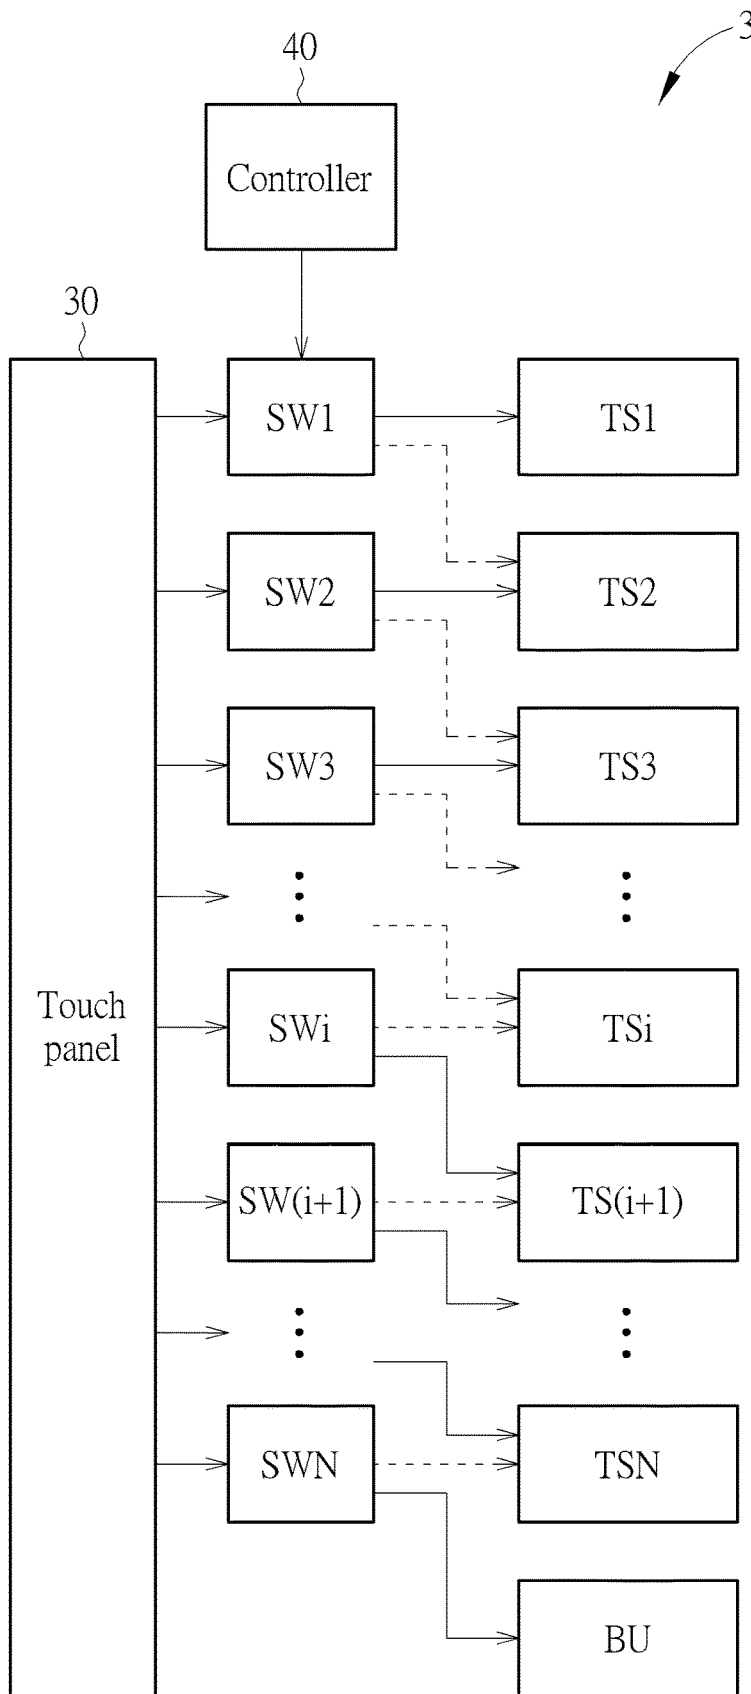 3
40
Controller
30
SW1
TS1
SW2
TS2
SW3
TS3
Touch
panel
SWi
TSi
SW(i+1)
TS(i+1)
SWN
TSN
BU